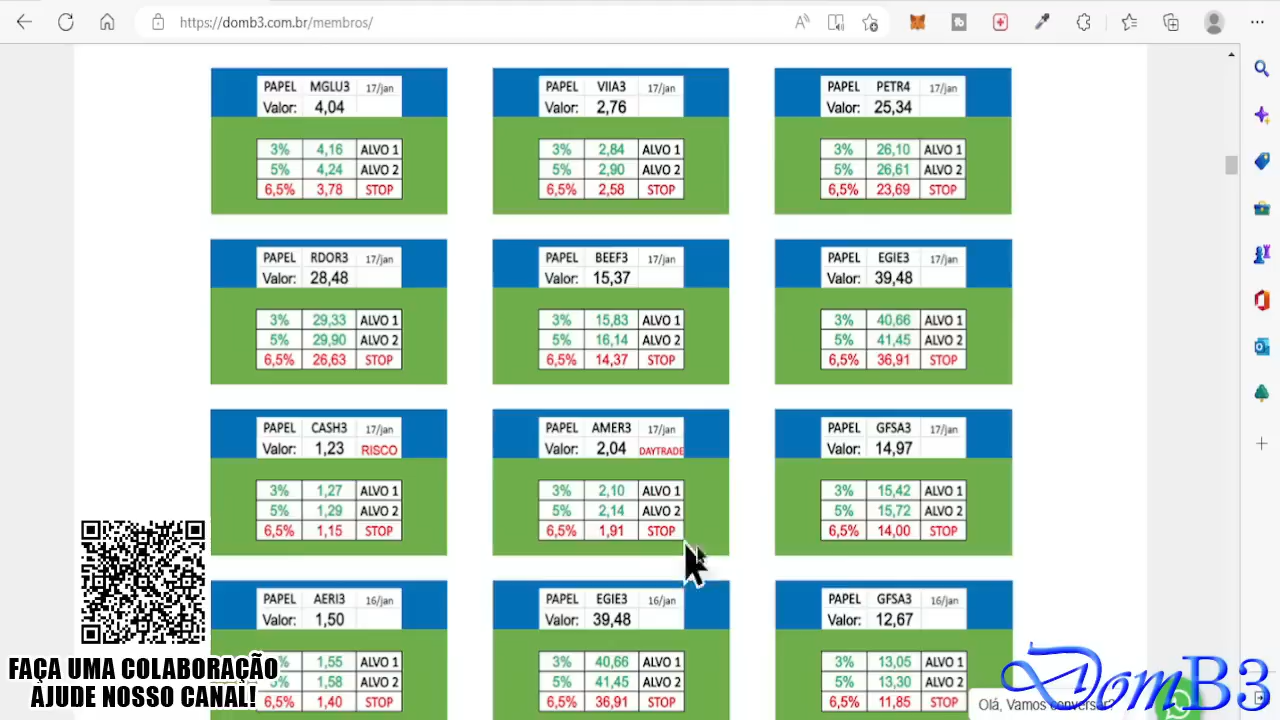 https://domb3.com.br/membros/
PAPEL MGLU3 17/jan
Valor: 4,04
3% 4,16 ALVO 1
5% 4,24 ALVO 2
6,5% 3,78 STOP
PAPEL VIIA3 17/jan
Valor: 2,76
3% 2,84 ALVO 1
5% 2,90 ALVO 2
6,5% 2,58 STOP
PAPEL PETR4 17/jan
Valor: 25,34
3% 26,10 ALVO 1
5% 26,61 ALVO 2
6,5% 23,69 STOP
PAPEL RDOR3 17/jan
Valor: 28,48
3% 29,33 ALVO 1
5% 29,90 ALVO 2
6,5% 26,63 STOP
PAPEL BEEF3 17/jan
Valor: 15,37
3% 15,83 ALVO 1
5% 16,14 ALVO 2
6,5% 14,37 STOP
PAPEL EGIE3 17/jan
Valor: 39,48
3% 40,66 ALVO 1
5% 41,45 ALVO 2
6,5% 36,91 STOP
PAPEL CASH3 17/jan
Valor: 1,23 RISCO
3% 1,27 ALVO 1
5% 1,29 ALVO 2
6,5% 1,15 STOP
PAPEL AMER3 17/jan
Valor: 2,04 DAYTRADE
3% 2,10 ALVO 1
5% 2,14 ALVO 2
6,5% 1,91 STOP
PAPEL GFSA3 17/jan
Valor: 14,97
3% 15,42 ALVO 1
5% 15,72 ALVO 2
6,5% 14,00 STOP
PAPEL AERI3 16/jan
Valor: 1,50
1,55 ALVO 1
5% 1,58 ALVO 2
1,40 STOP
PAPEL EGIE3 16/jan
Valor: 39,48
3% 40,66 ALVO 1
5% 41,45 ALVO 2
6,5% 36,91 STOP
PAPEL GFSA3 16/jan
Valor: 12,67
3% 13,05 ALVO 1
5% 13,30 ALVO 2
6,5% 11,85 STOP
FAÇA UMA COLABORAÇÃO
AJUDE NOSSO CANAL!
Olá, Vamos conversar?
DomB3